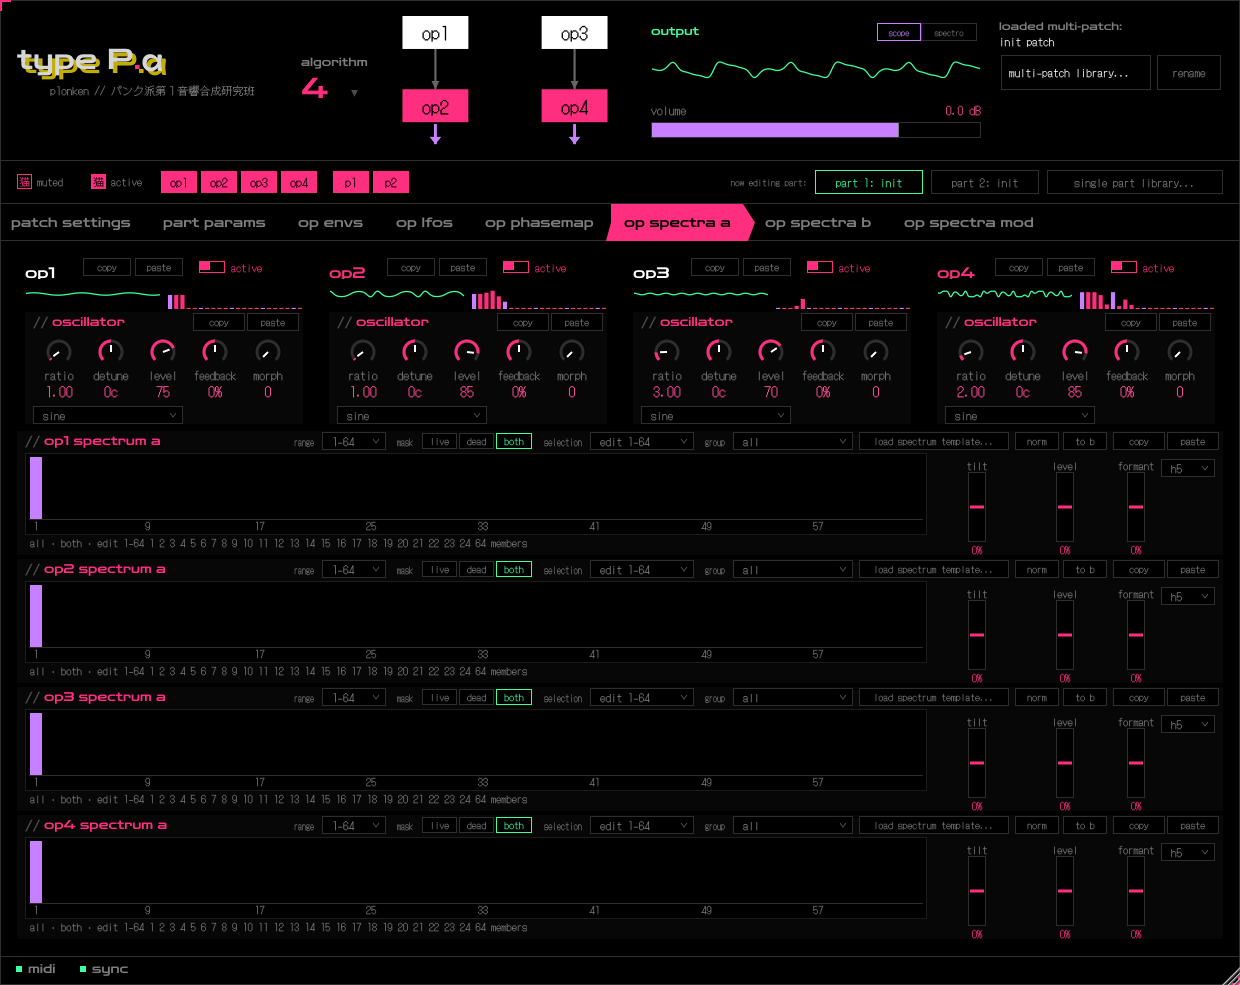 type P.a
plonken // パンク派第1音響合成研究班
algorithm
4
op1
op3
op2
op4
output
scope
spectro
volume
0.0 dB
loaded multi-patch:
init patch
multi-patch library...
rename
猫 muted
猫 active
op1 op2 op3 op4 p1 p2
now editing part:
part 1: init
part 2: init
single part library...
patch settings
part params
op envs
op lfos
op phasemap
op spectra a
op spectra b
op spectra mod
op1 copy paste active
// oscillator copy paste
ratio detune level feedback morph
1.00 0c 75 0% 0
sine
op2 copy paste active
// oscillator copy paste
ratio detune level feedback morph
1.00 0c 85 0% 0
sine
op3 copy paste active
// oscillator copy paste
ratio detune level feedback morph
3.00 0c 70 0% 0
sine
op4 copy paste active
// oscillator copy paste
ratio detune level feedback morph
2.00 0c 85 0% 0
sine
// op1 spectrum a range 1-64 mask live dead both selection edit 1-64 group all load spectrum template... norm to b copy paste
tilt level formant h5
1 9 17 25 33 41 49 57
all · both · edit 1-64 1 2 3 4 5 6 7 8 9 10 11 12 13 14 15 16 17 18 19 20 21 22 23 24 64 members
0% 0% 0%
// op2 spectrum a range 1-64 mask live dead both selection edit 1-64 group all load spectrum template... norm to b copy paste
tilt level formant h5
1 9 17 25 33 41 49 57
all · both · edit 1-64 1 2 3 4 5 6 7 8 9 10 11 12 13 14 15 16 17 18 19 20 21 22 23 24 64 members
0% 0% 0%
// op3 spectrum a range 1-64 mask live dead both selection edit 1-64 group all load spectrum template... norm to b copy paste
tilt level formant h5
1 9 17 25 33 41 49 57
all · both · edit 1-64 1 2 3 4 5 6 7 8 9 10 11 12 13 14 15 16 17 18 19 20 21 22 23 24 64 members
0% 0% 0%
// op4 spectrum a range 1-64 mask live dead both selection edit 1-64 group all load spectrum template... norm to b copy paste
tilt level formant h5
1 9 17 25 33 41 49 57
all · both · edit 1-64 1 2 3 4 5 6 7 8 9 10 11 12 13 14 15 16 17 18 19 20 21 22 23 24 64 members
0% 0% 0%
midi
sync